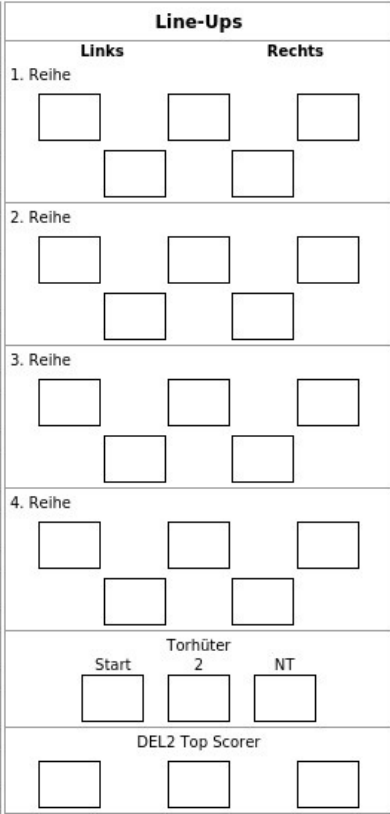 Line-Ups
Links Rechts
1. Reihe
2. Reihe
3. Reihe
4. Reihe
Torhüter
Start 2 NT
DEL2 Top Scorer